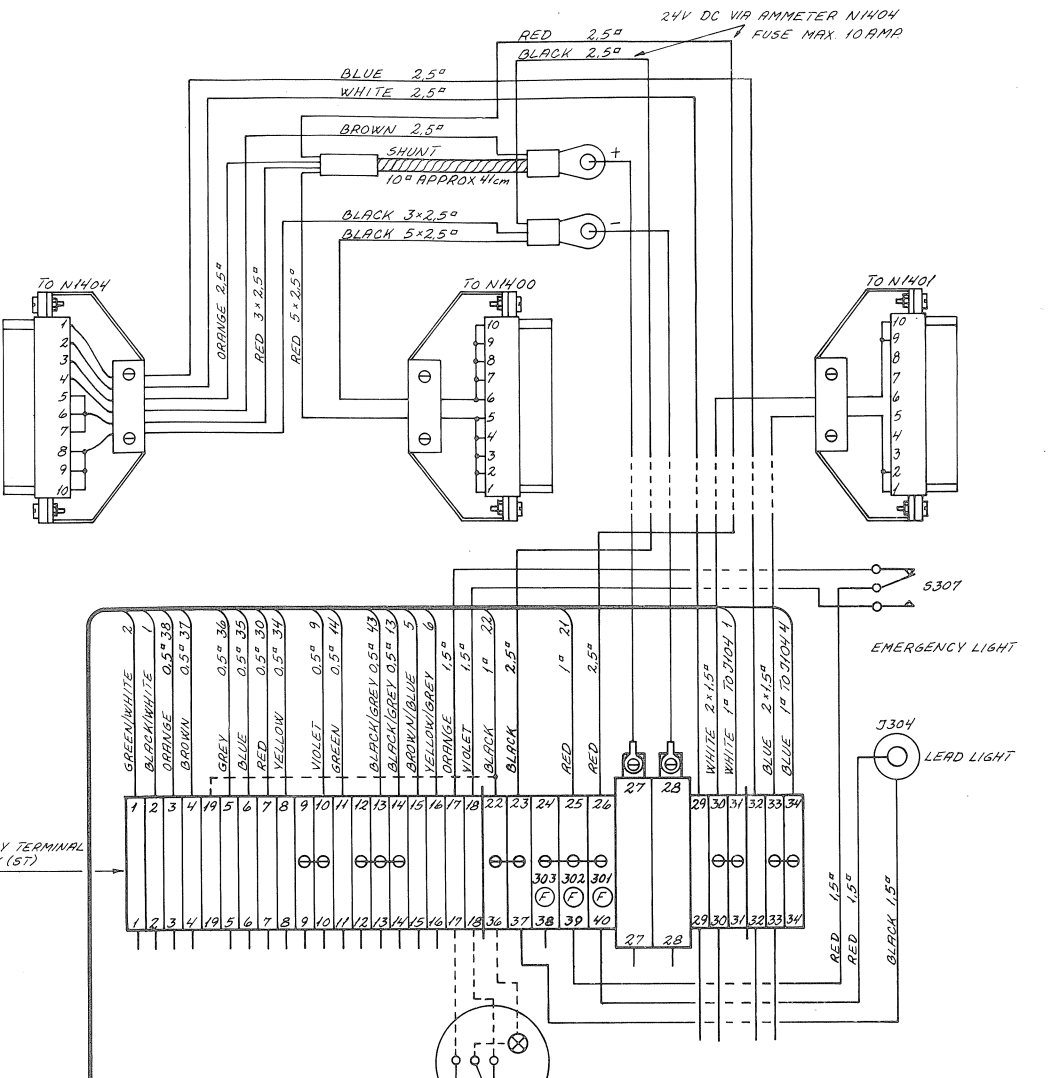 24V DC VIA AMMETER N1404
FUSE MAX. 10 AMP.
RED 2,5▫
BLACK 2,5▫
BLUE 2,5▫
WHITE 2,5▫
BROWN 2,5▫
SHUNT
+
10▫ APPROX 41cm
BLACK 3×2,5▫
-
BLACK 5×2,5▫
TO N1404
TO N1400
TO N1401
ORANGE 2,5▫
RED 3×2,5▫
RED 5×2,5▫
1
2
3
4
5
6
7
8
9
10
10
9
8
7
6
5
4
3
2
1
10
9
8
7
6
5
4
3
2
1
S307
EMERGENCY LIGHT
J304
LEAD LIGHT
GREEN/WHITE 2
BLACK/WHITE 1
ORANGE 0,5▫ 38
BROWN 0,5▫ 37
GREY 0,5▫ 36
BLUE 0,5▫ 35
RED 0,5▫ 30
YELLOW 0,5▫ 34
VIOLET 9
GREEN 0,5▫ 14
BLACK/GREY 0,5▫ 43
BLACK/GREY 0,5▫ 13
BROWN/BLUE 5
YELLOW/GREY 6
ORANGE 1,5▫
VIOLET 1,5▫
BLACK 1▫ 22
BLACK 2,5▫
RED 1▫ 21
RED 2,5▫
WHITE 2×1,5▫
WHITE 1▫ TO J104 1
BLUE 2×1,5▫
BLUE 1▫ TO J104 4
27 28
1 2 3 4 19 5 6 7 8 9 10 11 12 13 14 15 16 17 18 22 23 24 25 26 29 30 31 32 33 34
Y TERMINAL
(ST)
303 302 301
F F F
1 2 3 4 19 5 6 7 8 9 10 11 12 13 14 15 16 17 18 36 37 38 39 40 29 30 31 32 33 34
27 28
RED 1,5▫
RED 1,5▫
BLACK 1,5▫